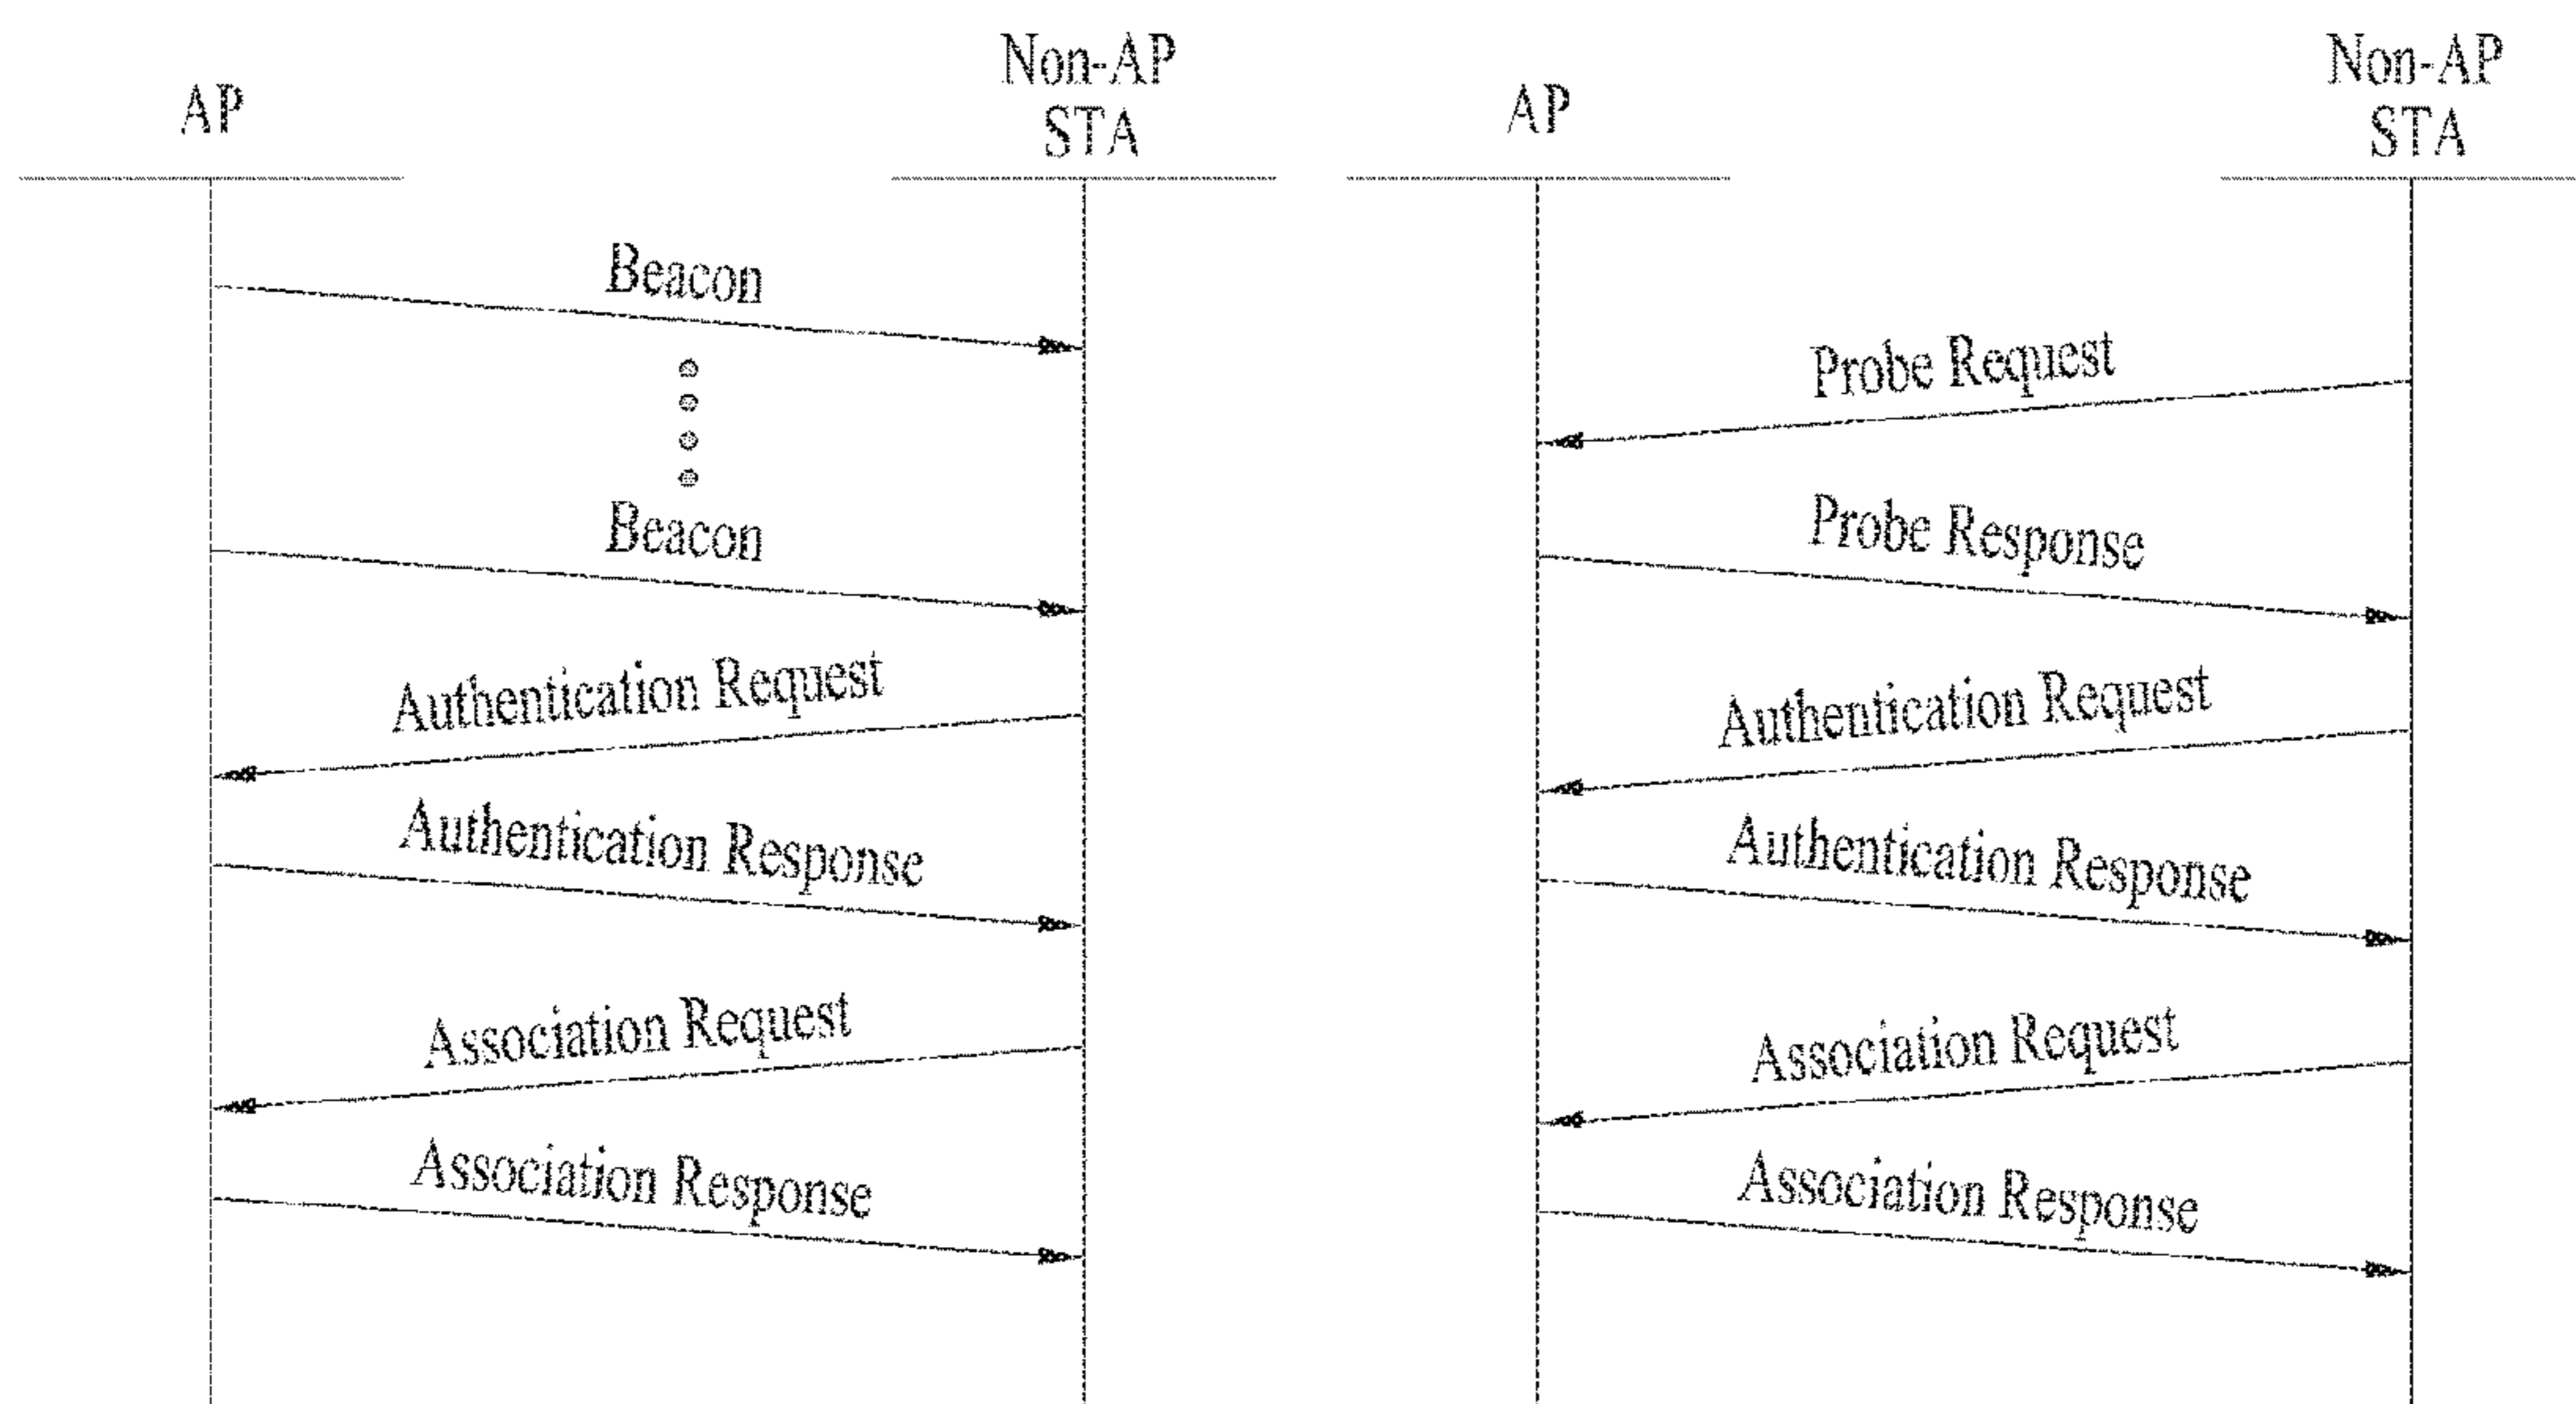 AP
Non-AP
STA
Beacon
Beacon
Authentication Request
Authentication Response
Association Request
Association Response
AP
Non-AP
STA
Probe Request
Probe Response
Authentication Request
Authentication Response
Association Request
Association Response